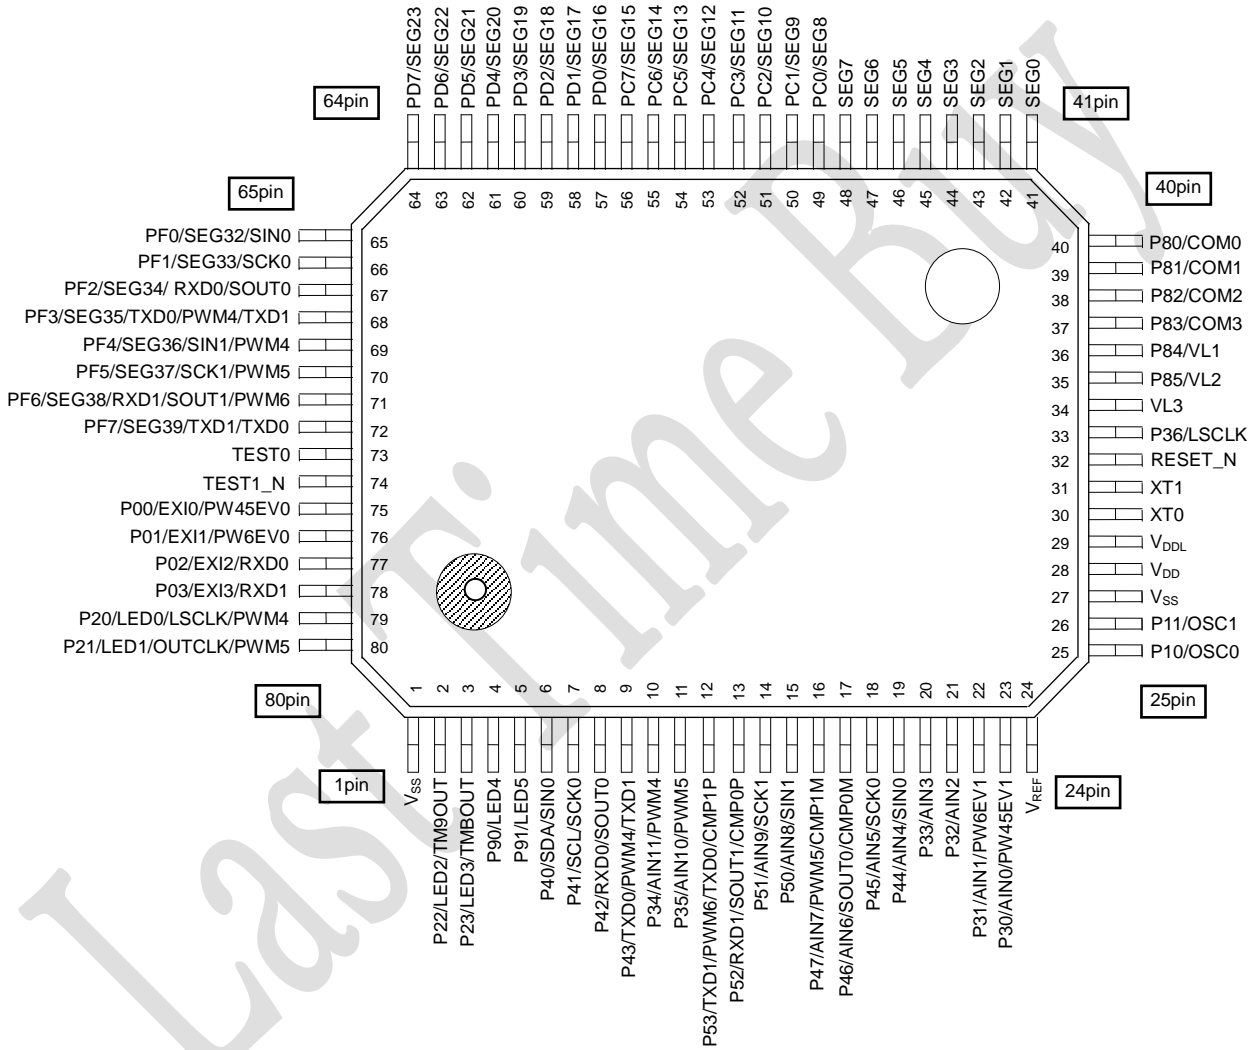 PD7/SEG23
PD6/SEG22
PD5/SEG21
PD4/SEG20
PD3/SEG19
PD2/SEG18
PD1/SEG17
PD0/SEG16
PC7/SEG15
PC6/SEG14
PC5/SEG13
PC4/SEG12
PC3/SEG11
PC2/SEG10
PC1/SEG9
PC0/SEG8
SEG7
SEG6
SEG5
SEG4
SEG3
SEG2
SEG1
SEG0
64pin
41pin
65pin
40pin
64
63
62
61
60
59
58
57
56
55
54
53
52
51
50
49
48
47
46
45
44
43
42
41
PF0/SEG32/SIN0 65
PF1/SEG33/SCK0 66
PF2/SEG34/ RXD0/SOUT0 67
PF3/SEG35/TXD0/PWM4/TXD1 68
PF4/SEG36/SIN1/PWM4 69
PF5/SEG37/SCK1/PWM5 70
PF6/SEG38/RXD1/SOUT1/PWM6 71
PF7/SEG39/TXD1/TXD0 72
TEST0 73
TEST1_N 74
P00/EXI0/PW45EV0 75
P01/EXI1/PW6EV0 76
P02/EXI2/RXD0 77
P03/EXI3/RXD1 78
P20/LED0/LSCLK/PWM4 79
P21/LED1/OUTCLK/PWM5 80
40 P80/COM0
39 P81/COM1
38 P82/COM2
37 P83/COM3
36 P84/VL1
35 P85/VL2
34 VL3
33 P36/LSCLK
32 RESET_N
31 XT1
30 XT0
29 VDDL
28 VDD
27 VSS
26 P11/OSC1
25 P10/OSC0
1
2
3
4
5
6
7
8
9
10
11
12
13
14
15
16
17
18
19
20
21
22
23
24
80pin
25pin
1pin
24pin
VSS
P22/LED2/TM9OUT
P23/LED3/TMBOUT
P90/LED4
P91/LED5
P40/SDA/SIN0
P41/SCL/SCK0
P42/RXD0/SOUT0
P43/TXD0/PWM4/TXD1
P34/AIN11/PWM4
P35/AIN10/PWM5
P53/TXD1/PWM6/TXD0/CMP1P
P52/RXD1/SOUT1/CMP0P
P51/AIN9/SCK1
P50/AIN8/SIN1
P47/AIN7/PWM5/CMP1M
P46/AIN6/SOUT0/CMP0M
P45/AIN5/SCK0
P44/AIN4/SIN0
P33/AIN3
P32/AIN2
P31/AIN1/PW6EV1
P30/AIN0/PW45EV1
VREF
Last Time Buy